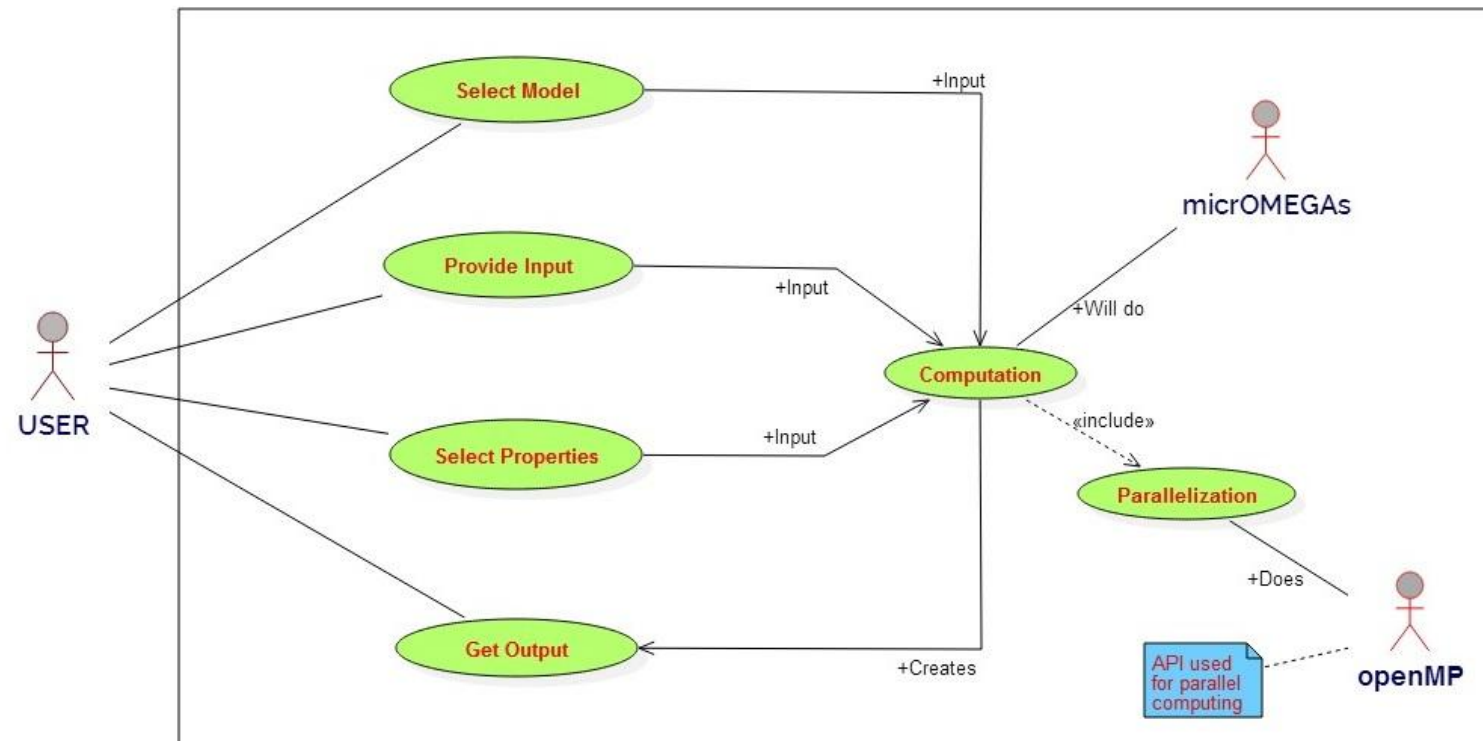 Select Model
+Input
micrOMEGAs
Provide Input
+Input
+Will do
USER
Computation
Select Properties
+Input
«include»
Parallelization
+Does
Get Output
+Creates
API used
for parallel
computing
openMP